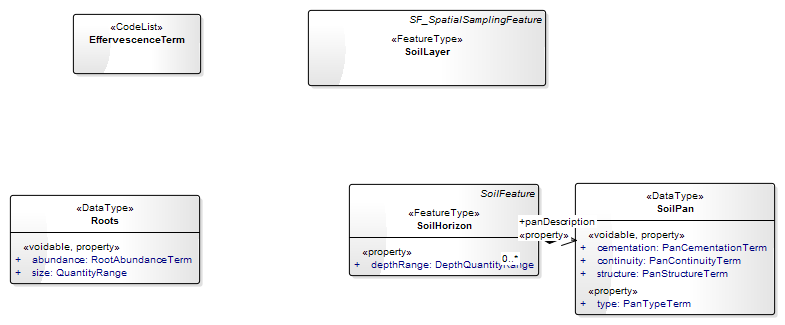 «CodeList»
EffervescenceTerm
SF_SpatialSamplingFeature
«FeatureType»
SoilLayer
«DataType»
Roots
«voidable, property»
+ abundance: RootAbundanceTerm
+ size: QuantityRange
SoilFeature
«FeatureType»
SoilHorizon
«property»
+ depthRange: DepthQuantityRange
+panDescription
«property»
0..*
«DataType»
SoilPan
«voidable, property»
+ cementation: PanCementationTerm
+ continuity: PanContinuityTerm
+ structure: PanStructureTerm
«property»
+ type: PanTypeTerm